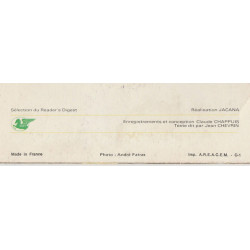 Sélection du Reader's Digest
Réalisation JACANA
Enregistrements et conception (Claude CHAPPUIS)
Texte dit par Jean CHEVRIN
Made in France
Photo : André Fatras
Imp. A.R.E.A.C.E.M. - G-1